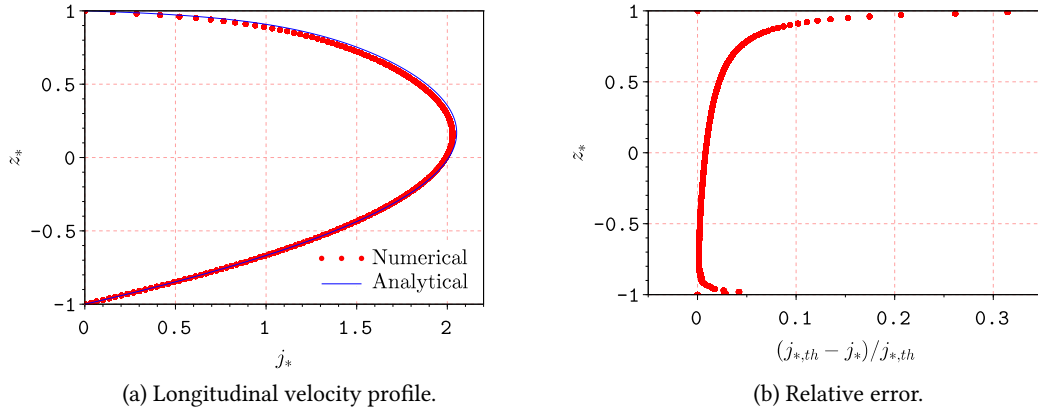 1
0.5
0
−0.5
−1
z*
Numerical
Analytical
0 0.5 1 1.5 2
j*
(a) Longitudinal velocity profile.
1
0.5
0
−0.5
−1
z*
0 0.1 0.2 0.3
(j*,th − j*)/j*,th
(b) Relative error.